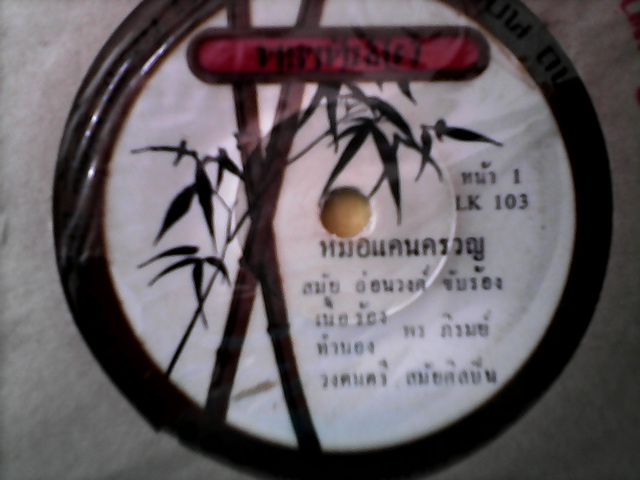 หน้า 1
LK 103
หมอแคนครวญ
สมัย อ่อนวงศ์ ขับร้อง
เนื้อร้อง
ทำนอง
พร ภิรมย์
วงดนตรี สมัยศิลปิน